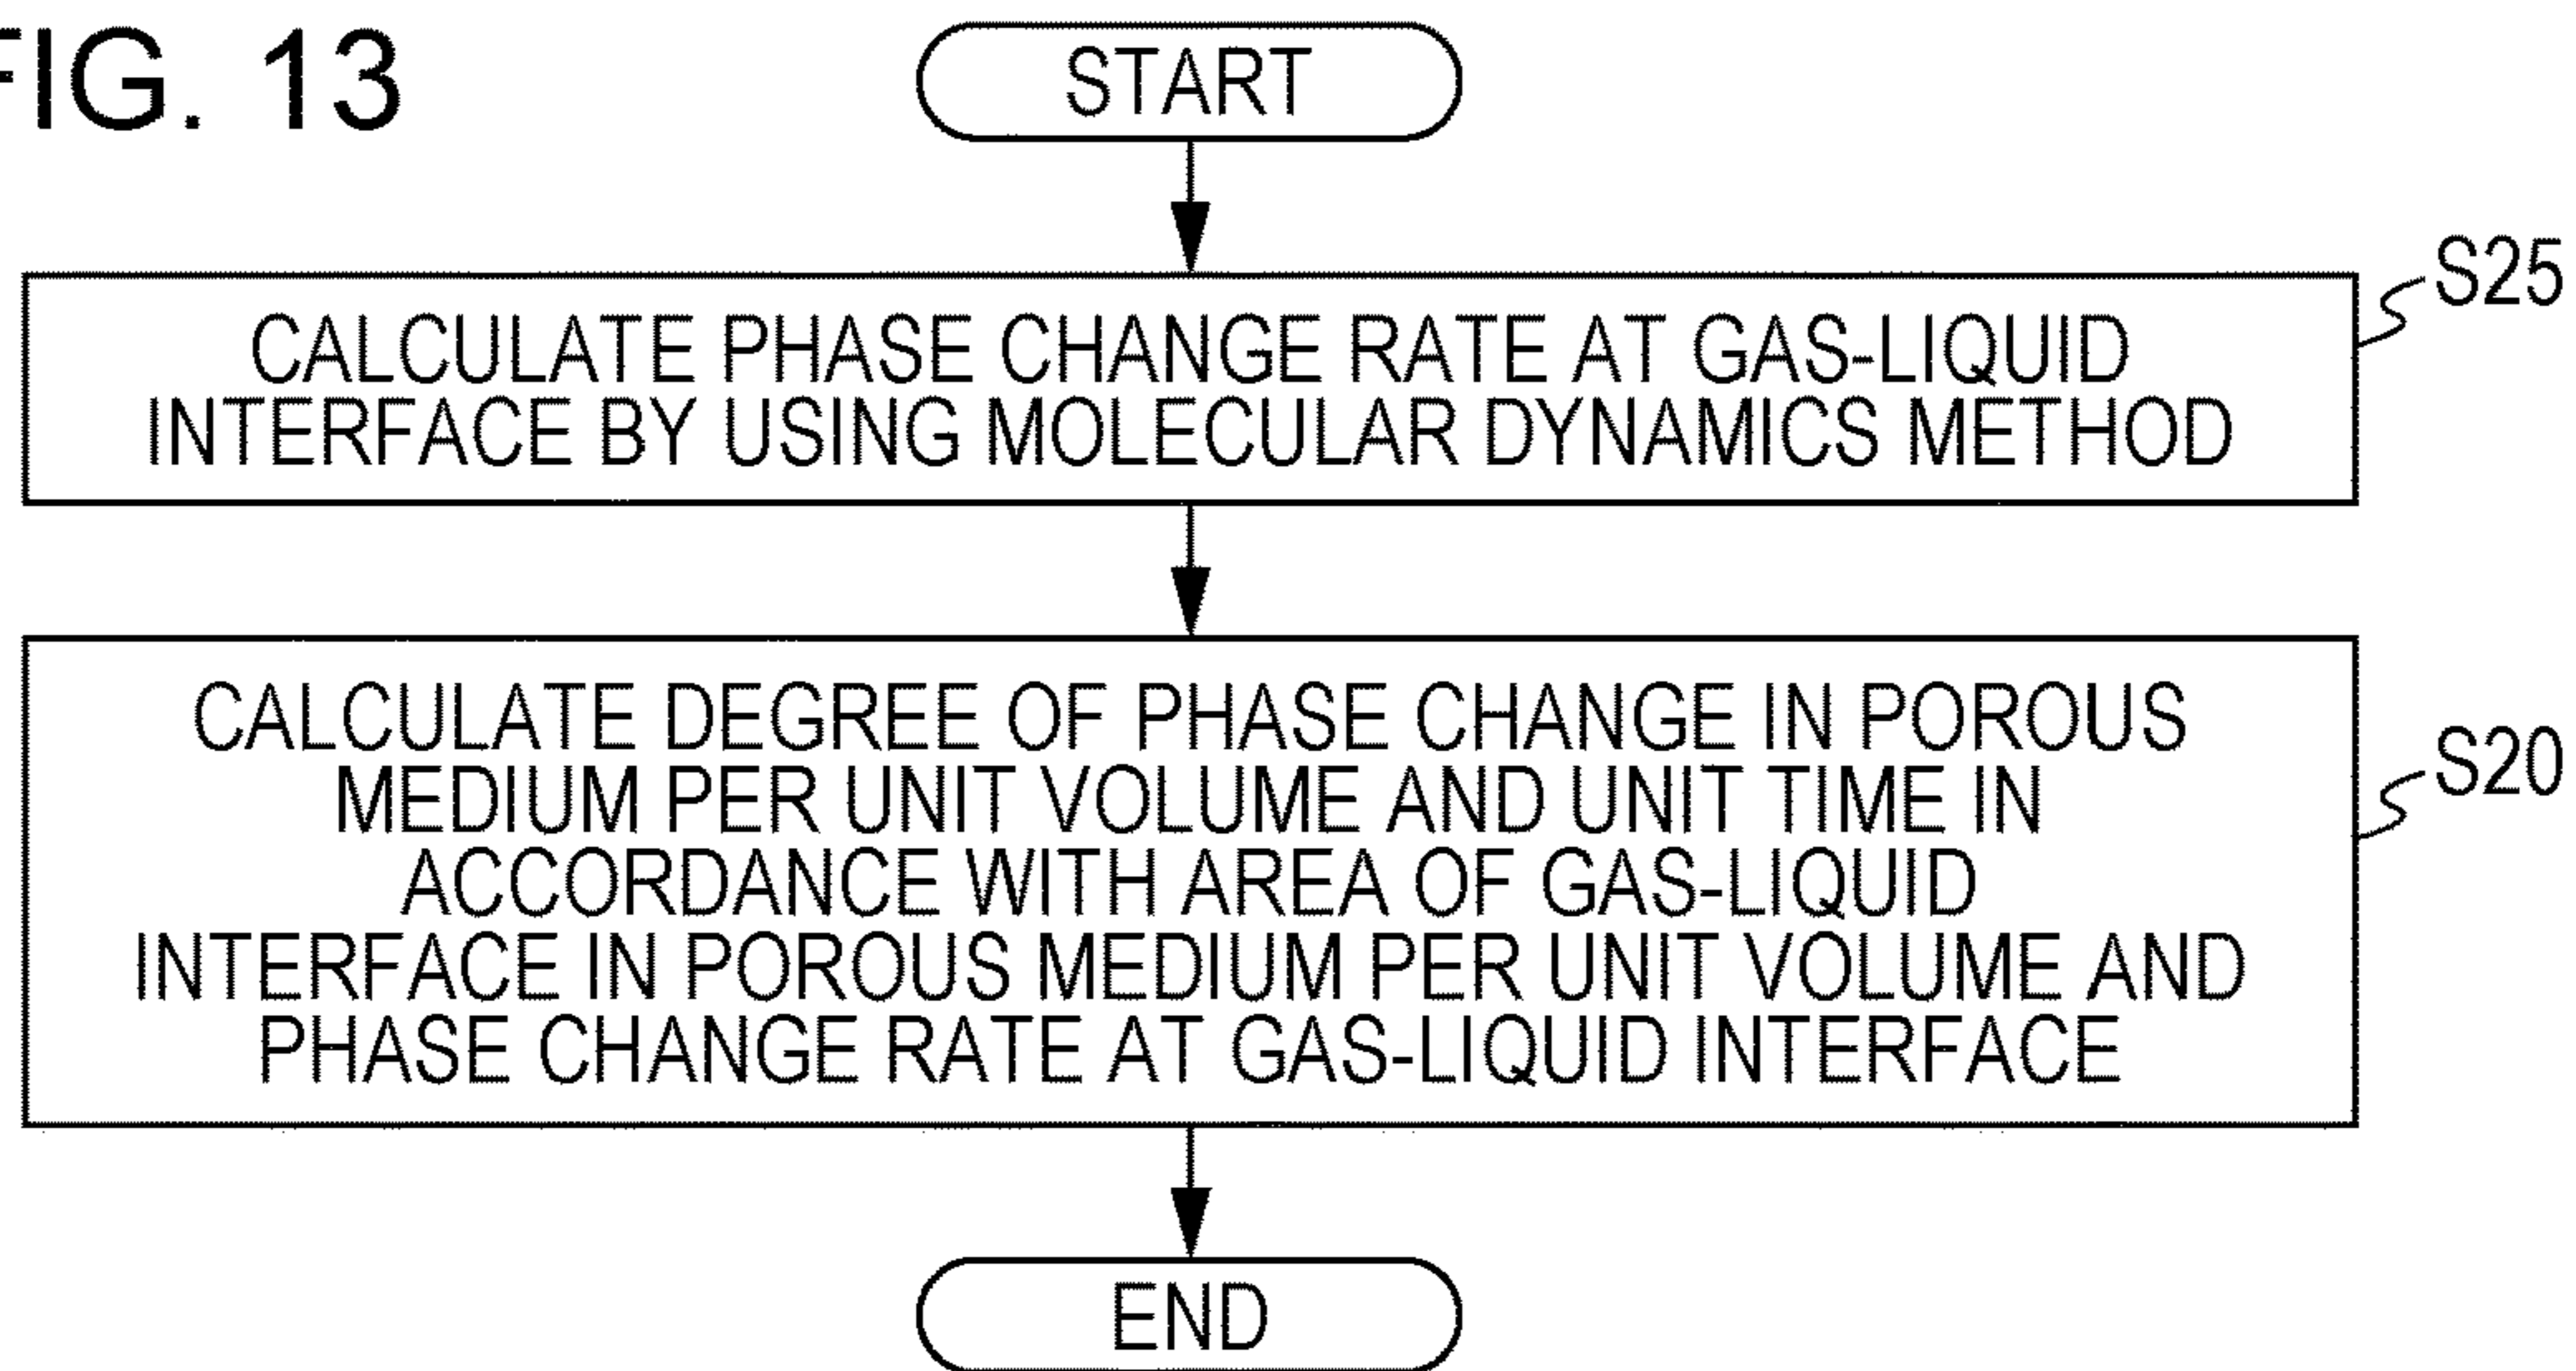 FIG. 13
START
CALCULATE PHASE CHANGE RATE AT GAS-LIQUID
INTERFACE BY USING MOLECULAR DYNAMICS METHOD
S25
CALCULATE DEGREE OF PHASE CHANGE IN POROUS
MEDIUM PER UNIT VOLUME AND UNIT TIME IN
ACCORDANCE WITH AREA OF GAS-LIQUID
INTERFACE IN POROUS MEDIUM PER UNIT VOLUME AND
PHASE CHANGE RATE AT GAS-LIQUID INTERFACE
S20
END